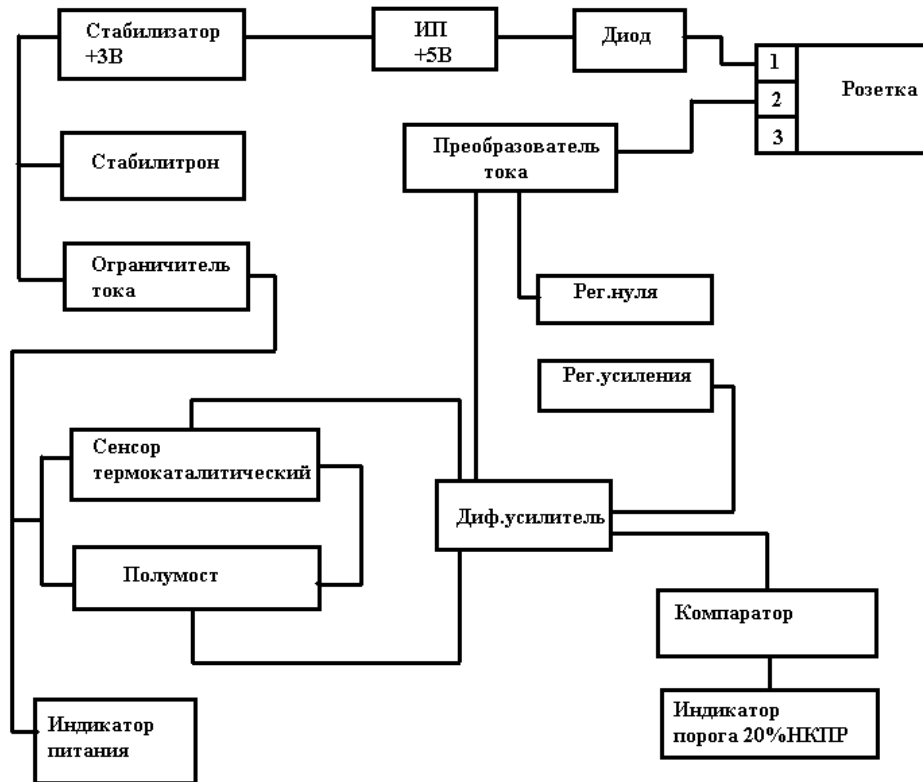 Стабилизатор
+3В
ИП
+5В
Диод
1
2
3
Розетка
Преобразователь
тока
Стабилитрон
Ограничитель
тока
Рег.нуля
Рег.усиления
Сенсор
термокаталитический
Диф.усилитель
Полумост
Компаратор
Индикатор
порога 20%НКПР
Индикатор
питания